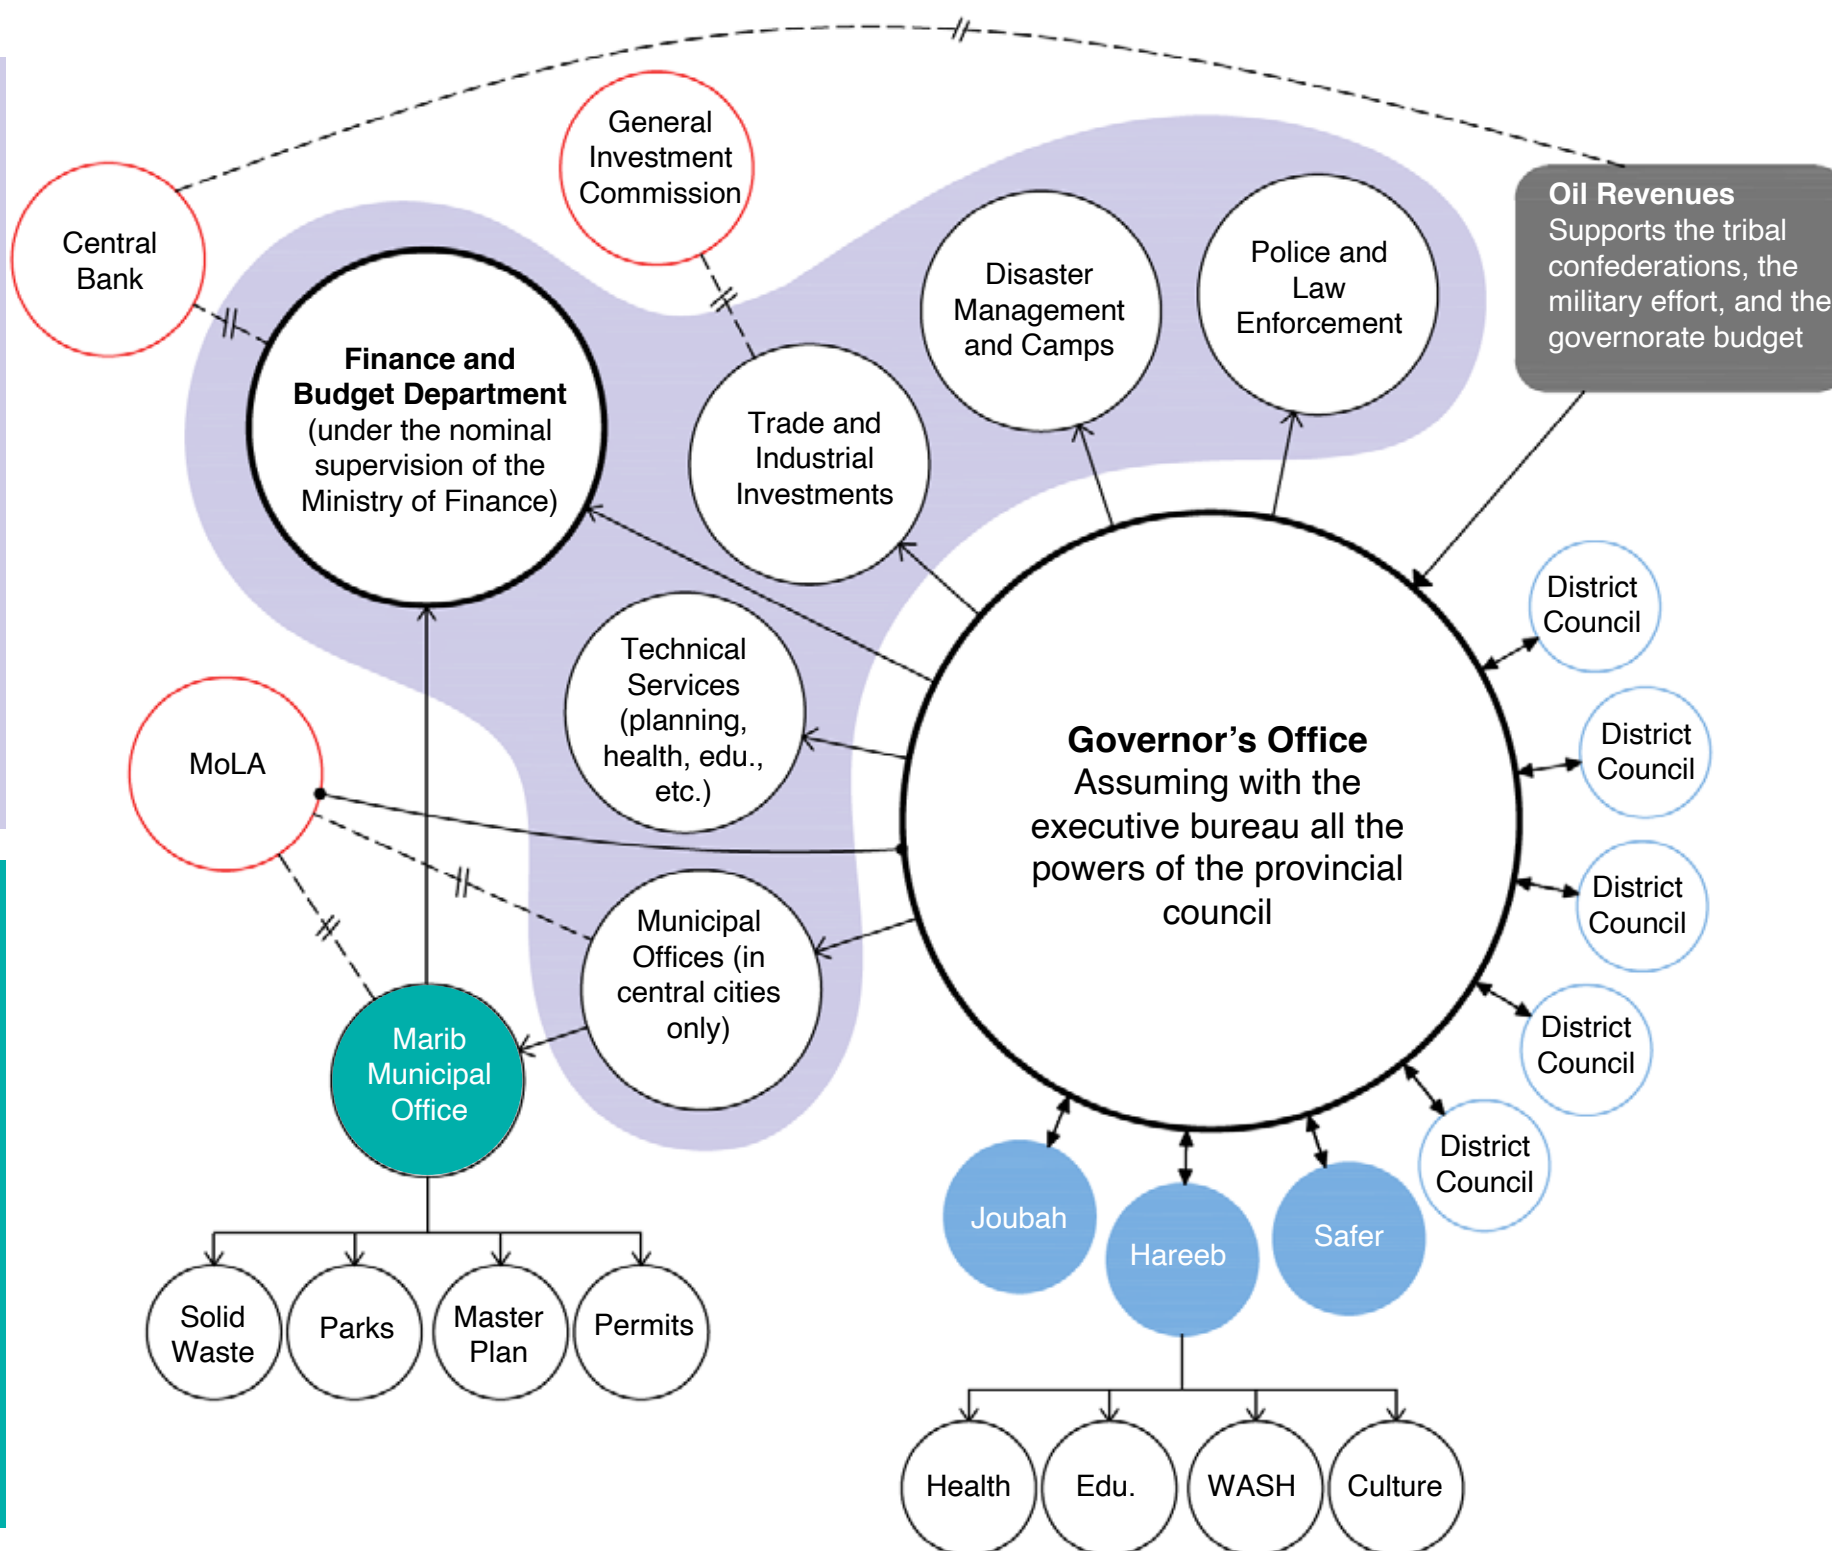 General
Investment
Commission
Central
Bank
Oil Revenues
Supports the tribal
confederations, the
military effort, and the
governorate budget
Disaster
Management
and Camps
Police and
Law
Enforcement
Finance and
Budget Department
(under the nominal
supervision of the
Ministry of Finance)
Trade and
Industrial
Investments
Technical
Services
(planning,
health, edu.,
etc.)
MoLA
Governor’s Office
Assuming with the
executive bureau all the
powers of the provincial
council
Municipal
Offices (in
central cities
only)
Marib
Municipal
Office
District
Council
District
Council
District
Council
District
Council
District
Council
Joubah
Hareeb
Safer
Solid
Waste
Parks
Master
Plan
Permits
Health
Edu.
WASH
Culture